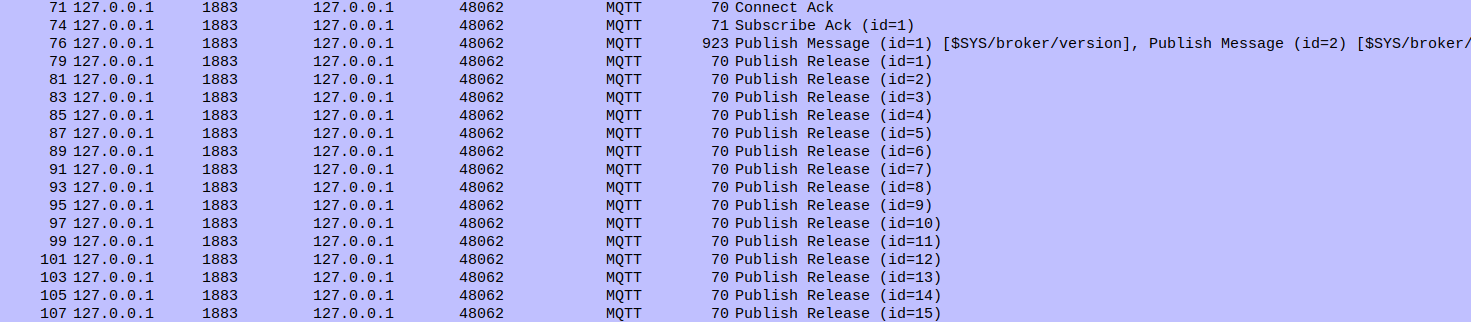 71 127.0.0.1 1883 127.0.0.1 48062 MQTT 70 Connect Ack
74 127.0.0.1 1883 127.0.0.1 48062 MQTT 71 Subscribe Ack (id=1)
76 127.0.0.1 1883 127.0.0.1 48062 MQTT 923 Publish Message (id=1) [$SYS/broker/version], Publish Message (id=2) [$SYS/broker/
79 127.0.0.1 1883 127.0.0.1 48062 MQTT 70 Publish Release (id=1)
81 127.0.0.1 1883 127.0.0.1 48062 MQTT 70 Publish Release (id=2)
83 127.0.0.1 1883 127.0.0.1 48062 MQTT 70 Publish Release (id=3)
85 127.0.0.1 1883 127.0.0.1 48062 MQTT 70 Publish Release (id=4)
87 127.0.0.1 1883 127.0.0.1 48062 MQTT 70 Publish Release (id=5)
89 127.0.0.1 1883 127.0.0.1 48062 MQTT 70 Publish Release (id=6)
91 127.0.0.1 1883 127.0.0.1 48062 MQTT 70 Publish Release (id=7)
93 127.0.0.1 1883 127.0.0.1 48062 MQTT 70 Publish Release (id=8)
95 127.0.0.1 1883 127.0.0.1 48062 MQTT 70 Publish Release (id=9)
97 127.0.0.1 1883 127.0.0.1 48062 MQTT 70 Publish Release (id=10)
99 127.0.0.1 1883 127.0.0.1 48062 MQTT 70 Publish Release (id=11)
101 127.0.0.1 1883 127.0.0.1 48062 MQTT 70 Publish Release (id=12)
103 127.0.0.1 1883 127.0.0.1 48062 MQTT 70 Publish Release (id=13)
105 127.0.0.1 1883 127.0.0.1 48062 MQTT 70 Publish Release (id=14)
107 127.0.0.1 1883 127.0.0.1 48062 MQTT 70 Publish Release (id=15)